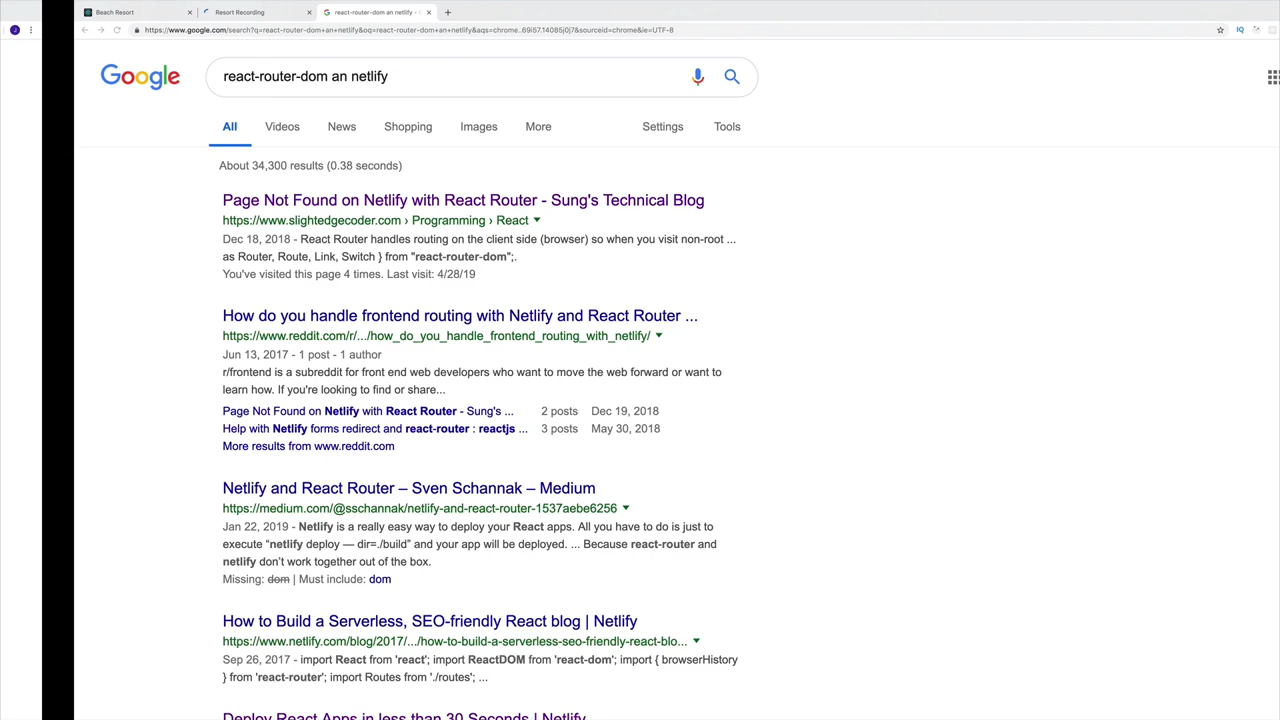 Beach Resort
Resort Recording
react-router-dom an netlify -
https://www.google.com/search?q=react-router-dom+an+netlify&oq=react-router-dom+an+netlify&aqs=chrome..69i57.14085j0j7&sourceid=chrome&ie=UTF-8
Google
react-router-dom an netlify
All Videos News Shopping Images More Settings Tools
About 34,300 results (0.38 seconds)
Page Not Found on Netlify with React Router - Sung's Technical Blog
https://www.slightedgecoder.com › Programming › React
Dec 18, 2018 - React Router handles routing on the client side (browser) so when you visit non-root ...
as Router, Route, Link, Switch } from "react-router-dom";.
You've visited this page 4 times. Last visit: 4/28/19
How do you handle frontend routing with Netlify and React Router ...
https://www.reddit.com/r/.../how_do_you_handle_frontend_routing_with_netlify/
Jun 13, 2017 - 1 post - 1 author
r/frontend is a subreddit for front end web developers who want to move the web forward or want to
learn how. If you're looking to find or share...
Page Not Found on Netlify with React Router - Sung's ... 2 posts Dec 19, 2018
Help with Netlify forms redirect and react-router : reactjs ... 3 posts May 30, 2018
More results from www.reddit.com
Netlify and React Router – Sven Schannak – Medium
https://medium.com/@sschannak/netlify-and-react-router-1537aebe6256
Jan 22, 2019 - Netlify is a really easy way to deploy your React apps. All you have to do is just to
execute “netlify deploy — dir=./build” and your app will be deployed. ... Because react-router and
netlify don’t work together out of the box.
Missing: dom | Must include: dom
How to Build a Serverless, SEO-friendly React blog | Netlify
https://www.netlify.com/blog/2017/.../how-to-build-a-serverless-seo-friendly-react-blo...
Sep 26, 2017 - import React from 'react'; import ReactDOM from 'react-dom'; import { browserHistory
} from 'react-router'; import Routes from './routes'; ...
Deploy React Apps in less than 30 Seconds | Netlify